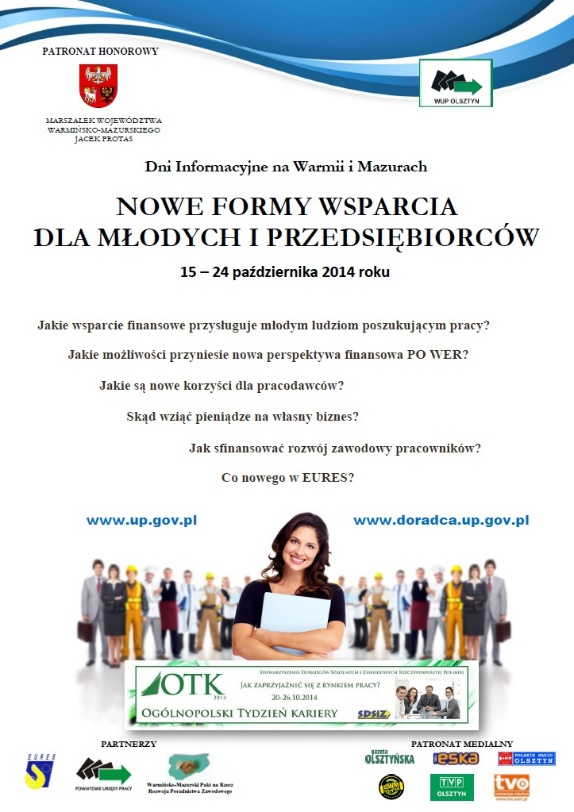 PATRONAT HONOROWY
MARSZAŁEK WOJEWÓDZTWA
WARMIŃSKO-MAZURSKIEGO
JACEK PROTAS
WUP OLSZTYN
Dni Informacyjne na Warmii i Mazurach
NOWE FORMY WSPARCIA
DLA MŁODYCH I PRZEDSIĘBIORCÓW
15 – 24 października 2014 roku
Jakie wsparcie finansowe przysługuje młodym ludziom poszukującym pracy?
Jakie możliwości przyniesie nowa perspektywa finansowa PO WER?
Jakie są nowe korzyści dla pracodawców?
Skąd wziąć pieniądze na własny biznes?
Jak sfinansować rozwój zawodowy pracowników?
Co nowego w EURES?
www.up.gov.pl
www.doradca.up.gov.pl
OTK
2014
OGÓLNOPOLSKI TYDZIEŃ KARIERY
STOWARZYSZENIE DORADCÓW SZKOLNYCH I ZAWODOWYCH RZECZYPOSPOLITEJ POLSKIEJ
JAK ZAPRZYJAŹNIĆ SIĘ Z RYNKIEM PRACY?
20-26.10.2014
SDSIZ
PARTNERZY
EURES
POWIATOWE URZĘDY PRACY
Warmińsko-Mazurski Pakt na Rzecz
Rozwoju Poradnictwa Zawodowego
PATRONAT MEDIALNY
gazeta
OLSZTYŃSKA
eSKA
POLSKIE RADIO
OLSZTYN
TVP
OLSZTYN
tvo